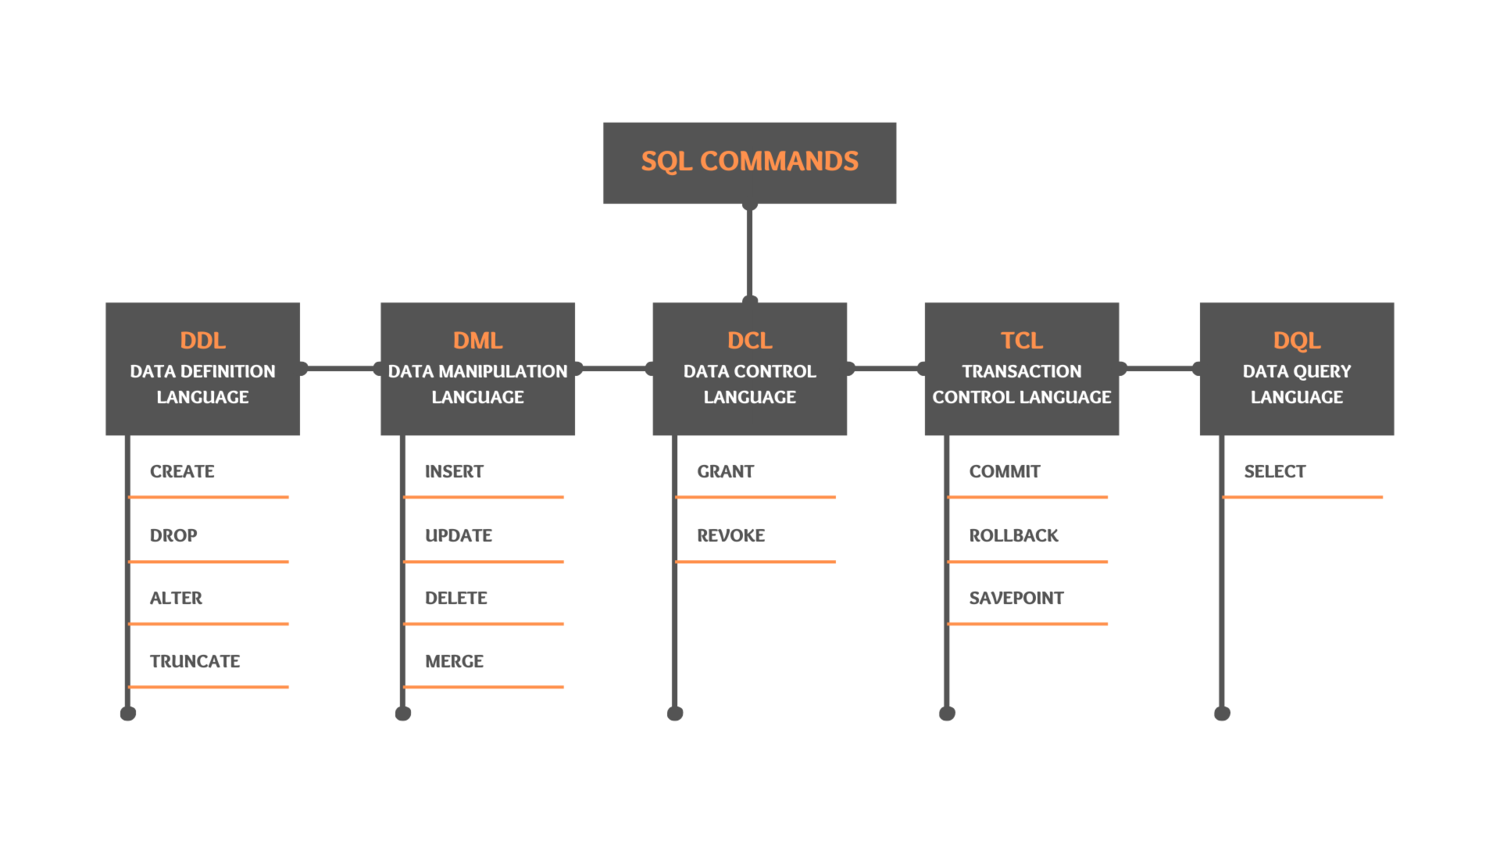 SQL COMMANDS
DDL
DATA DEFINITION
LANGUAGE
CREATE
DROP
ALTER
TRUNCATE
DML
DATA MANIPULATION
LANGUAGE
INSERT
UPDATE
DELETE
MERGE
DCL
DATA CONTROL
LANGUAGE
GRANT
REVOKE
TCL
TRANSACTION
CONTROL LANGUAGE
COMMIT
ROLLBACK
SAVEPOINT
DQL
DATA QUERY
LANGUAGE
SELECT